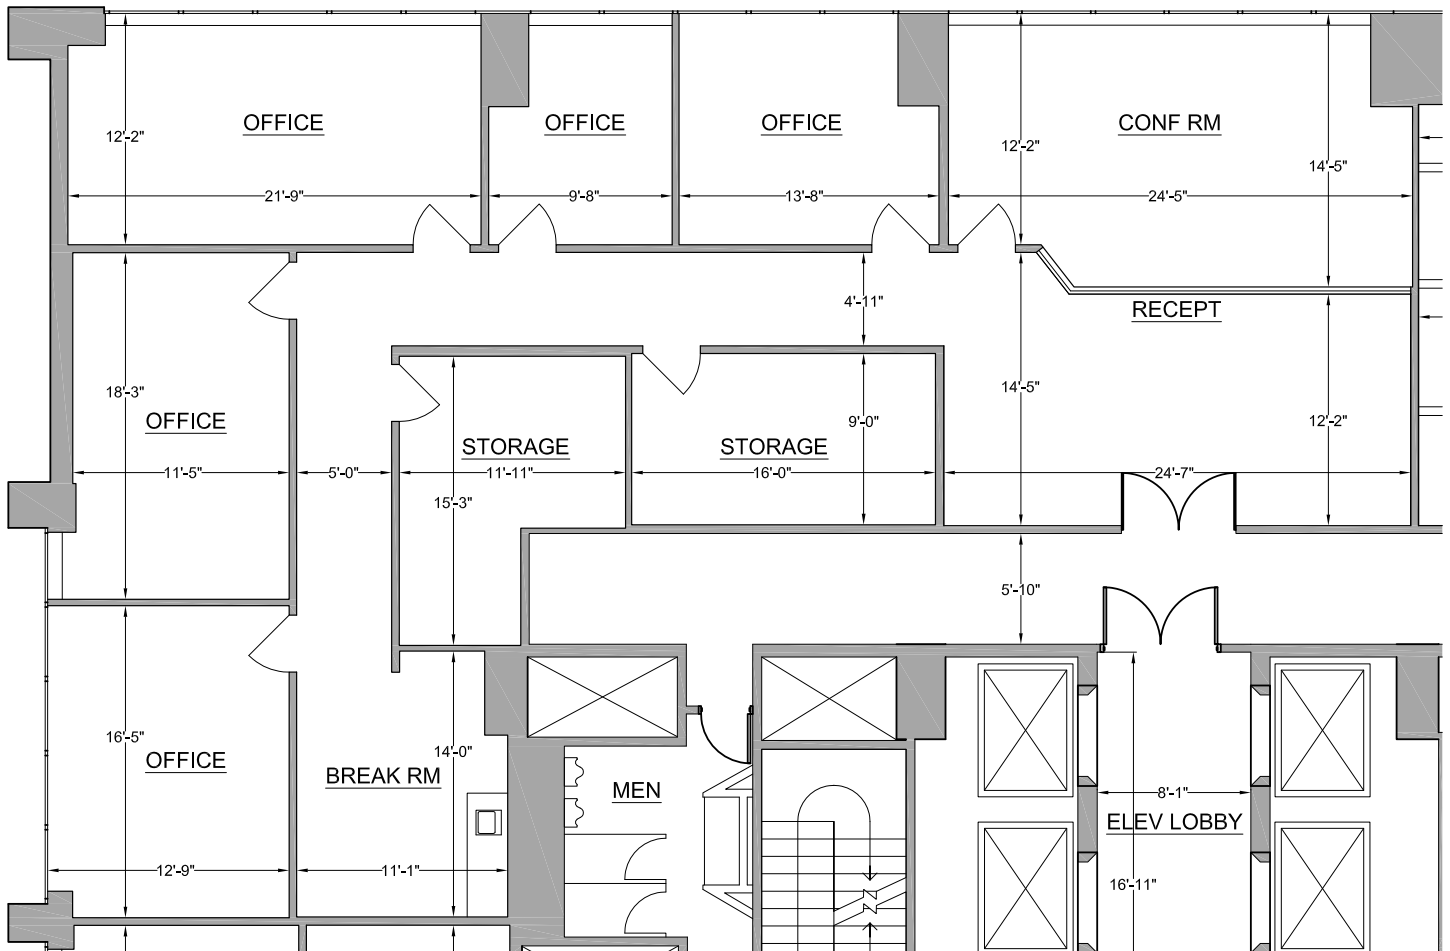 OFFICE
OFFICE
OFFICE
CONF RM
12'-2"
12'-2"
14'-5"
21'-9"
9'-8"
13'-8"
24'-5"
4'-11"
RECEPT
18'-3"
14'-5"
OFFICE
9'-0"
12'-2"
STORAGE
STORAGE
11'-5"
5'-0"
11'-11"
16'-0"
24'-7"
15'-3"
5'-10"
16'-5"
14'-0"
OFFICE
BREAK RM
MEN
8'-1"
ELEV LOBBY
12'-9"
11'-1"
16'-11"